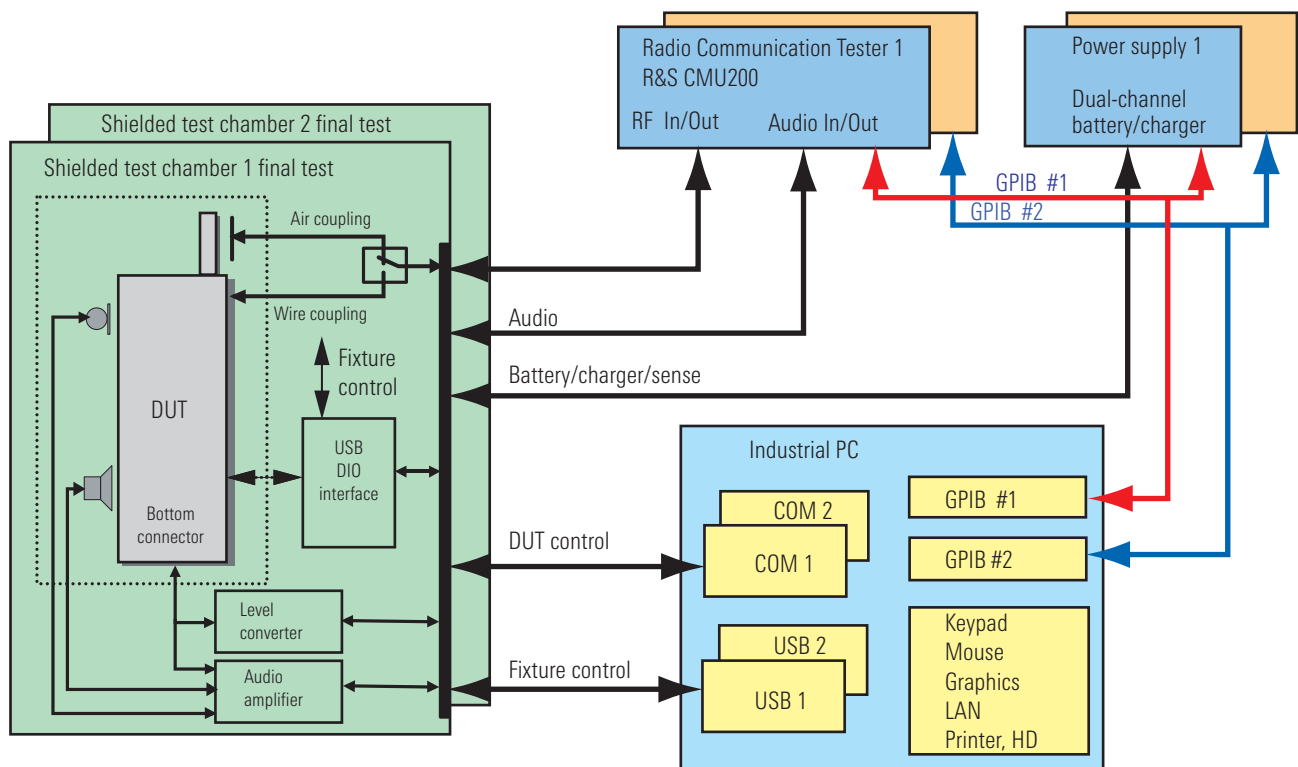 Radio Communication Tester 1
R&S CMU200
RF In/Out
Audio In/Out
Power supply 1
Dual-channel
battery/charger
GPIB #1
GPIB #2
Shielded test chamber 2 final test
Shielded test chamber 1 final test
Air coupling
Wire coupling
Fixture
control
DUT
Bottom
connector
USB
DIO
interface
Level
converter
Audio
amplifier
Audio
Battery/charger/sense
DUT control
Fixture control
Industrial PC
COM 2
COM 1
USB 2
USB 1
GPIB #1
GPIB #2
Keypad
Mouse
Graphics
LAN
Printer, HD